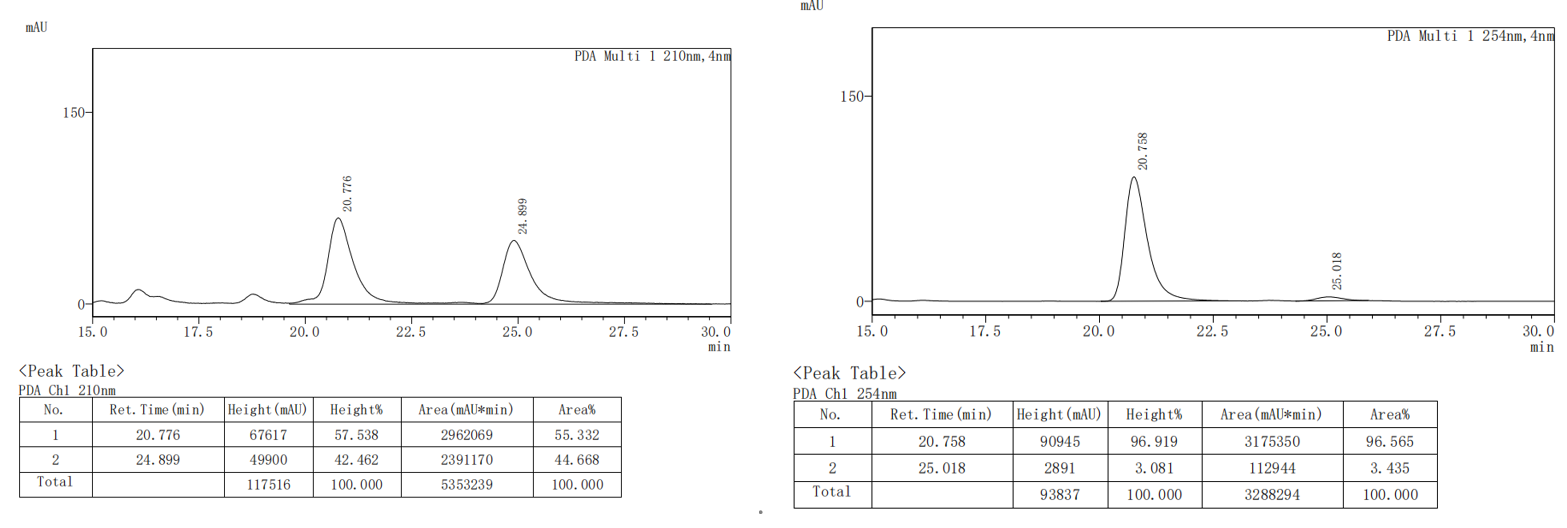 mAU
PDA Multi 1 210nm,4nm
150
20.776
24.899
0
15.0 17.5 20.0 22.5 25.0 27.5 30.0
min
<Peak Table>
PDA Ch1 210nm
No. Ret.Time(min) Height(mAU) Height% Area(mAU*min) Area%
1 20.776 67617 57.538 2962069 55.332
2 24.899 49900 42.462 2391170 44.668
Total 117516 100.000 5353239 100.000
mAU
PDA Multi 1 254nm,4nm
150
20.758
25.018
0
15.0 17.5 20.0 22.5 25.0 27.5 30.0
min
<Peak Table>
PDA Ch1 254nm
No. Ret.Time(min) Height(mAU) Height% Area(mAU*min) Area%
1 20.758 90945 96.919 3175350 96.565
2 25.018 2891 3.081 112944 3.435
Total 93837 100.000 3288294 100.000